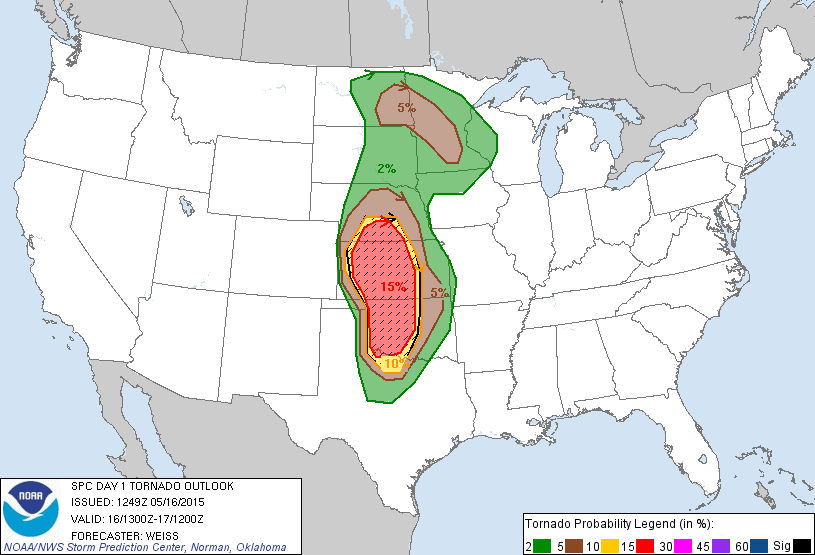 5%
2%
15%
5%
10%
NOAA
SPC DAY 1 TORNADO OUTLOOK
ISSUED: 1249Z 05/16/2015
VALID: 16/1300Z-17/1200Z
FORECASTER: WEISS
NOAA/NWS Storm Prediction Center, Norman, Oklahoma
Tornado Probability Legend (in %):
2 5 10 15 30 45 60 Sig